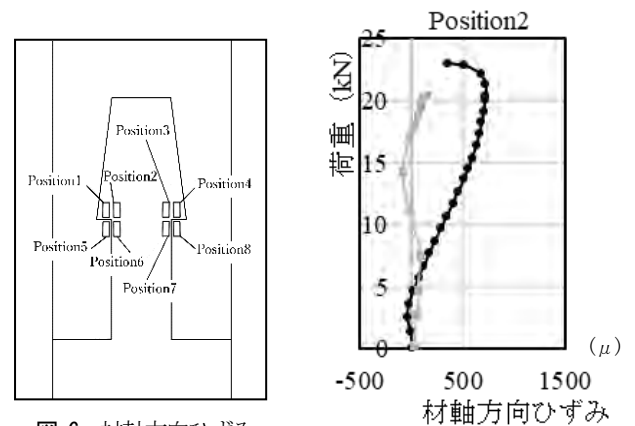 Position3
Position1
Position2
Position4
Position5
Position6
Position8
Position7
Position2
荷重 (kN)
25
20
15
10
5
0
-500
500
1500
(μ)
材軸方向ひずみ